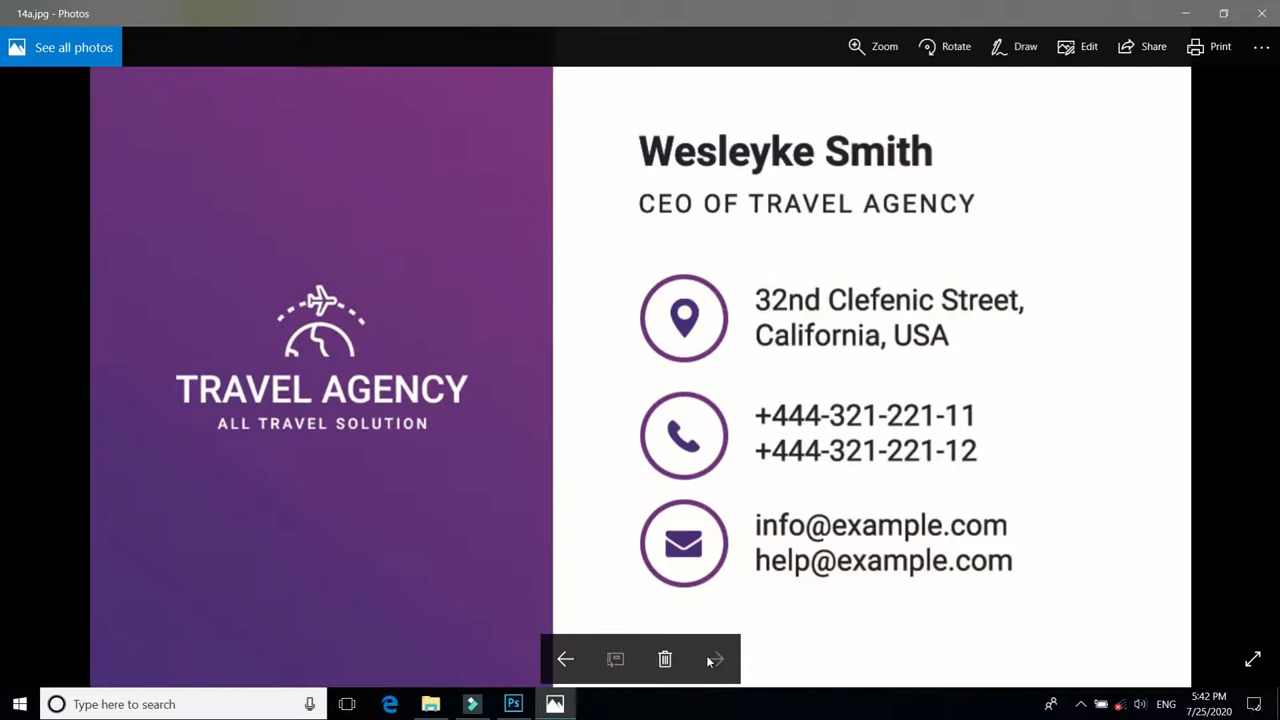 14a.jpg - Photos
See all photos
Zoom
Rotate
Draw
Edit
Share
Print
TRAVEL AGENCY
ALL TRAVEL SOLUTION
Wesleyke Smith
CEO OF TRAVEL AGENCY
32nd Clefenic Street,
California, USA
+444-321-221-11
+444-321-221-12
info@example.com
help@example.com
Type here to search
Ps
ENG
5:42 PM
7/25/2020